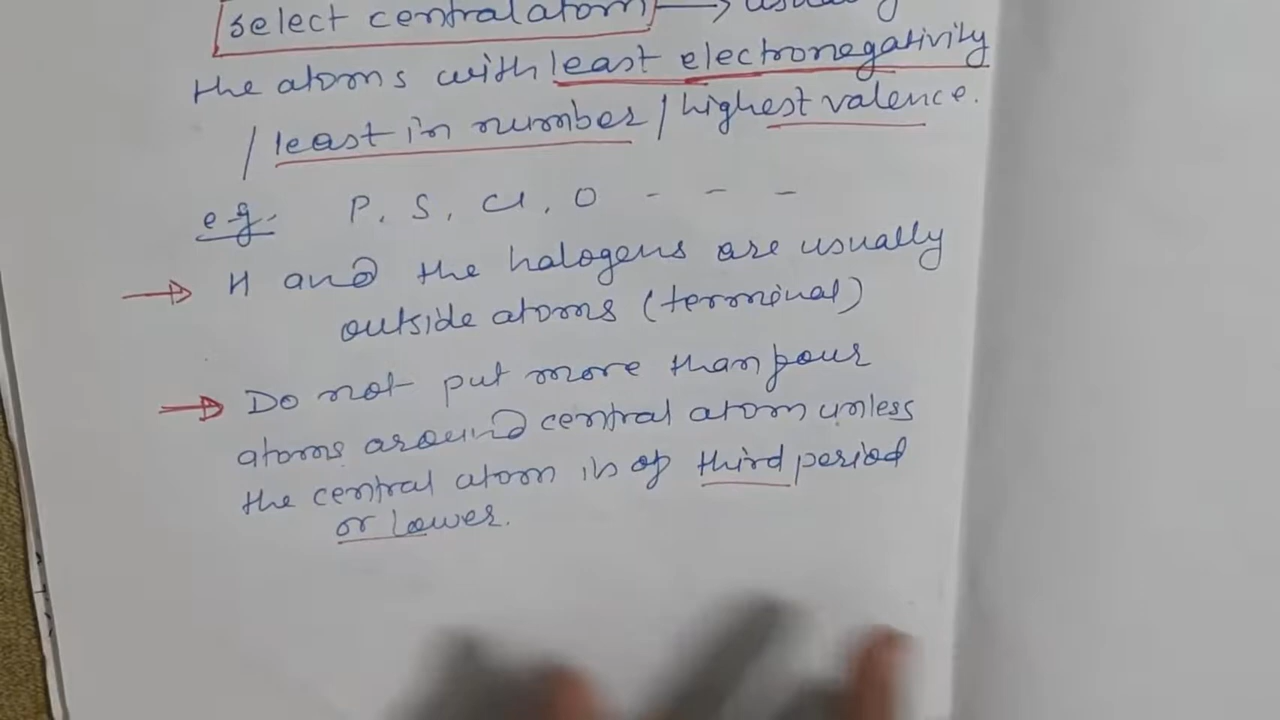 select central atom → usually
the atoms with least electronegativity
/ least in number / highest valence.
e.g. P, S, Cl, O - - -
→ H and the halogens are usually
outside atoms (terminal)
→ Do not put more than four
atoms around central atom unless
the central atom is of third period
or lower.